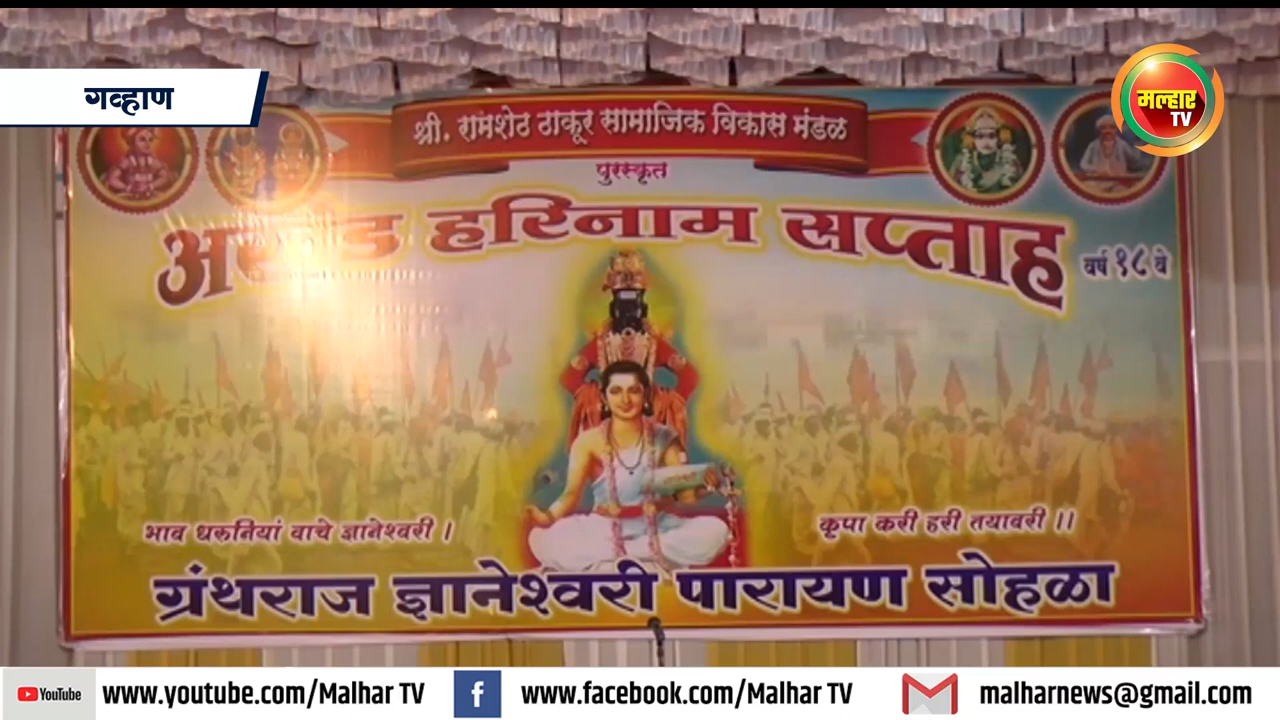 गव्हाण
मल्हार
TV
श्री. रामशेठ ठाकूर सामाजिक विकास मंडळ
पुरस्कृत
अखंड हरिनाम सप्ताह
वर्ष १८ वे
भाव धरुनियां वाचे ज्ञानेश्वरी । कृपा करी हरी तयावरी ।।
ग्रंथराज ज्ञानेश्वरी पारायण सोहळा
YouTube www.youtube.com/Malhar TV f www.facebook.com/Malhar TV malharnews@gmail.com